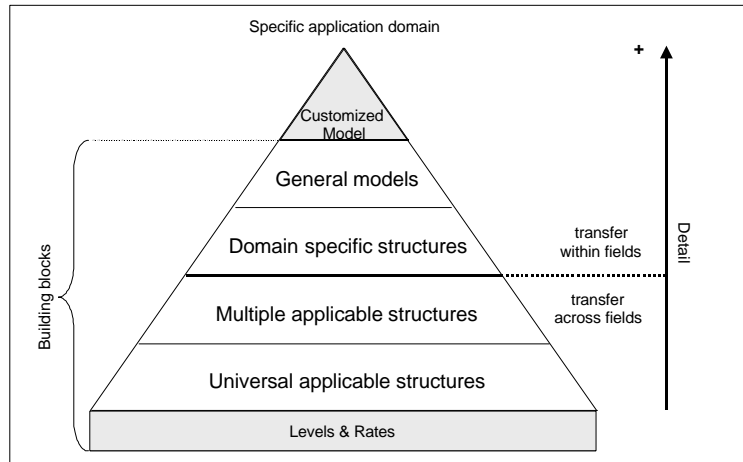 Specific application domain
+
Customized
Model
General models
Domain specific structures
transfer
within fields
Detail
Building blocks
Multiple applicable structures
transfer
across fields
Universal applicable structures
Levels & Rates